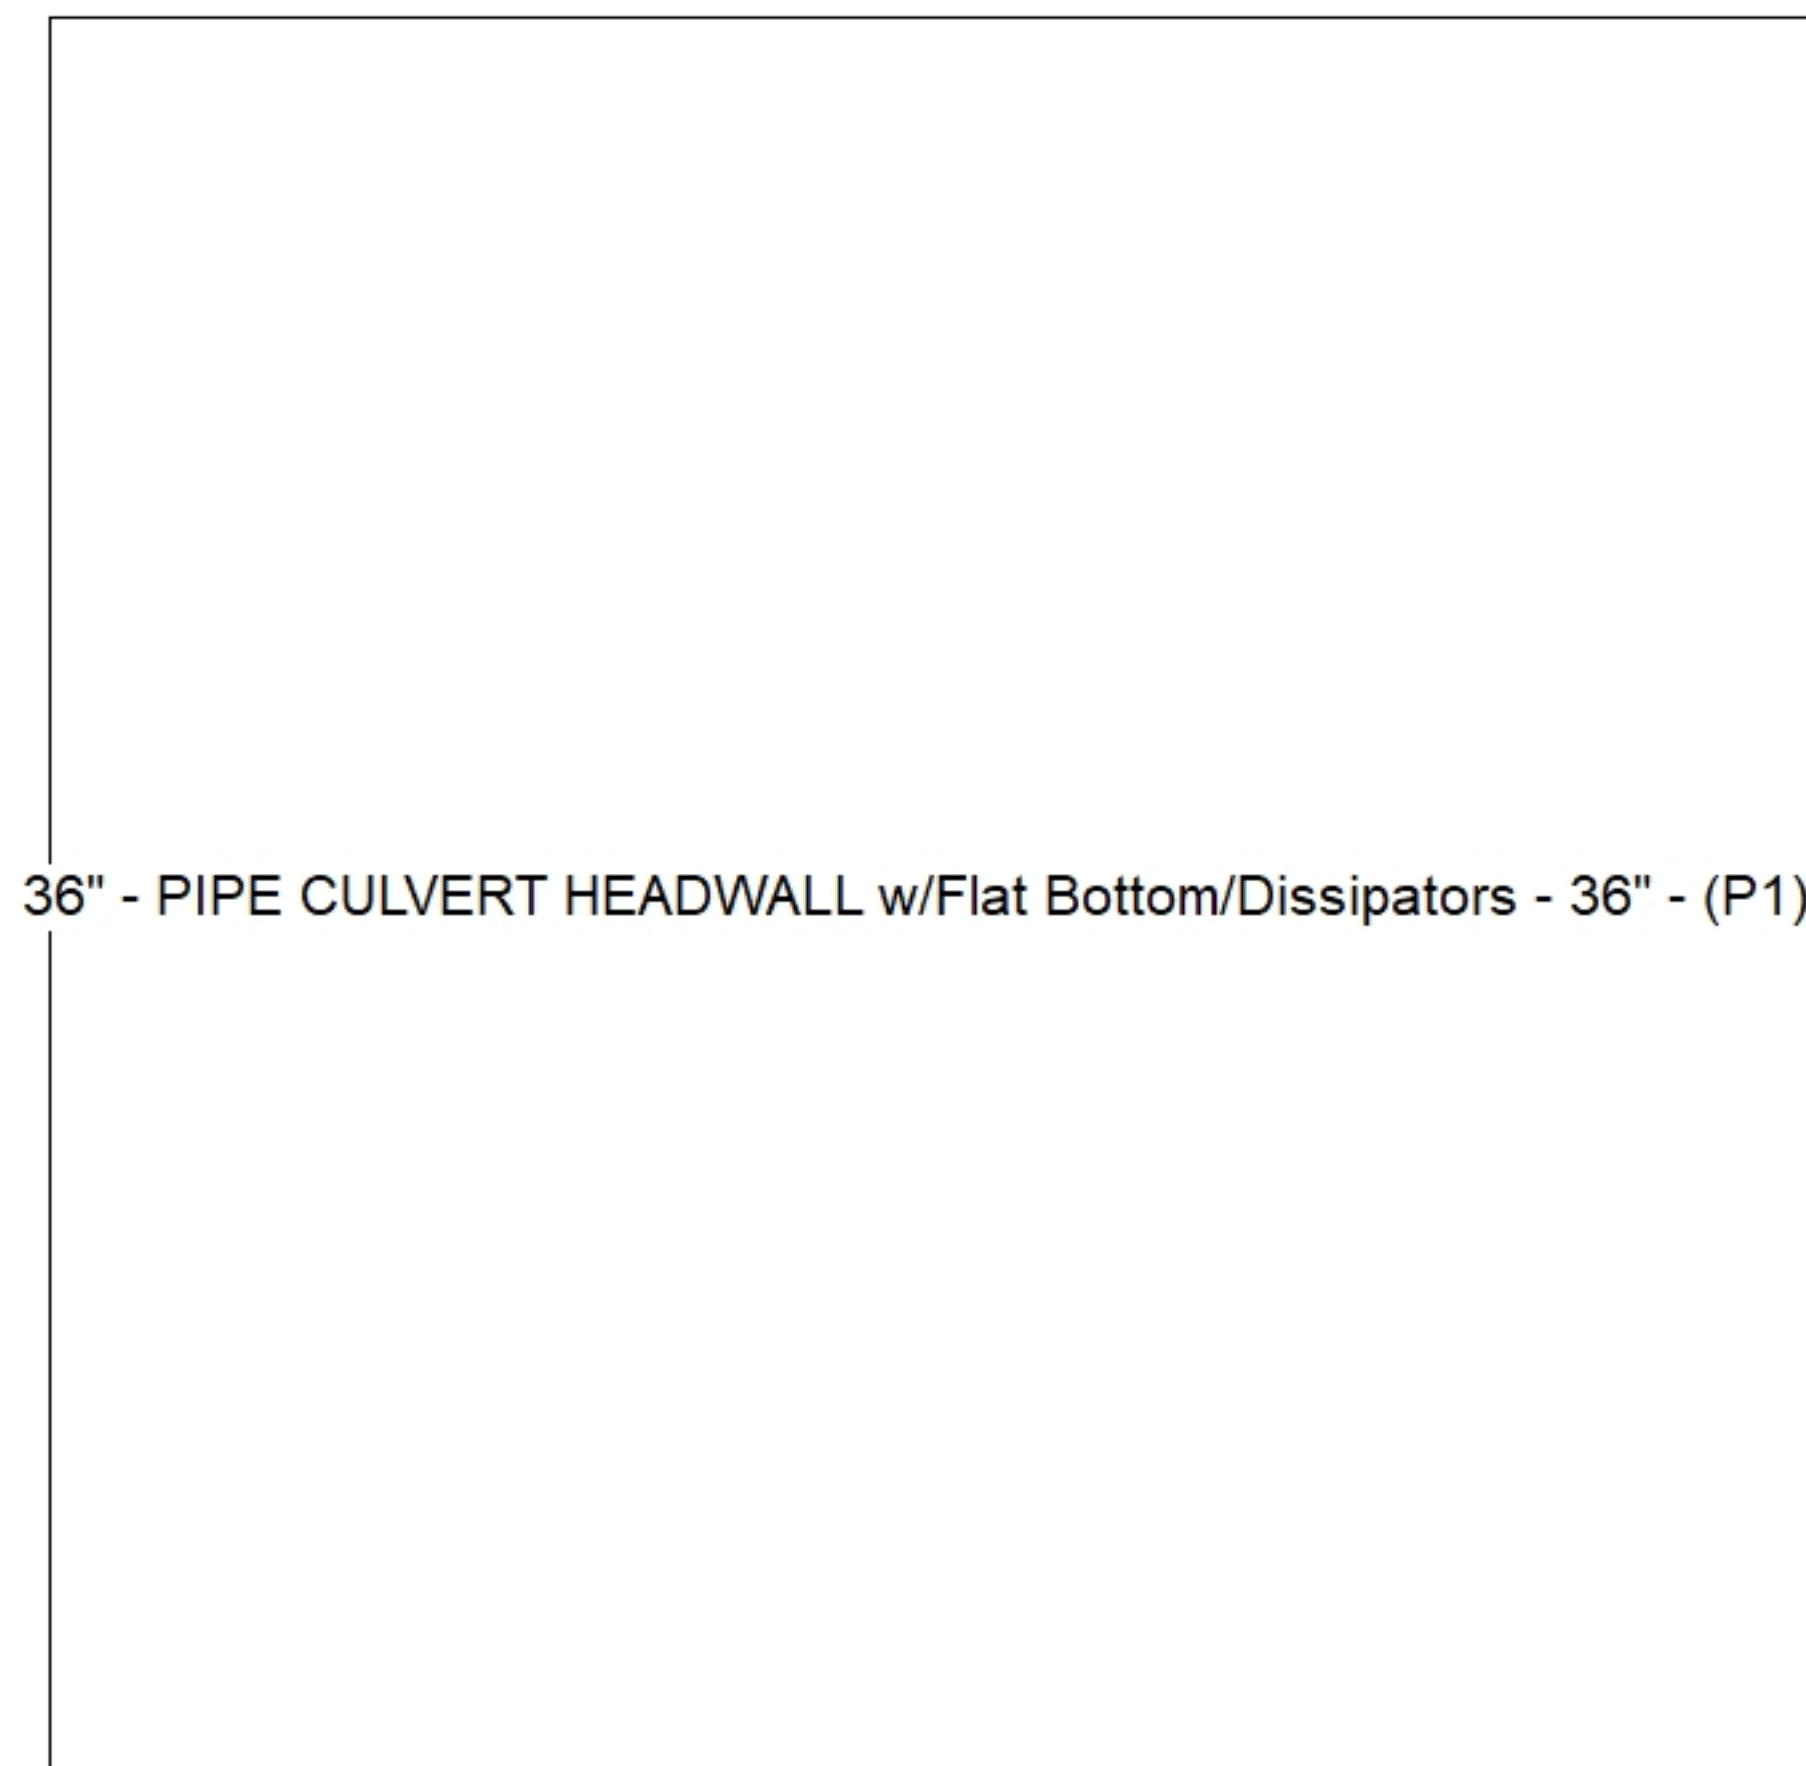 36" - PIPE CULVERT HEADWALL w/Flat Bottom/Dissipators - 36" - (P1)